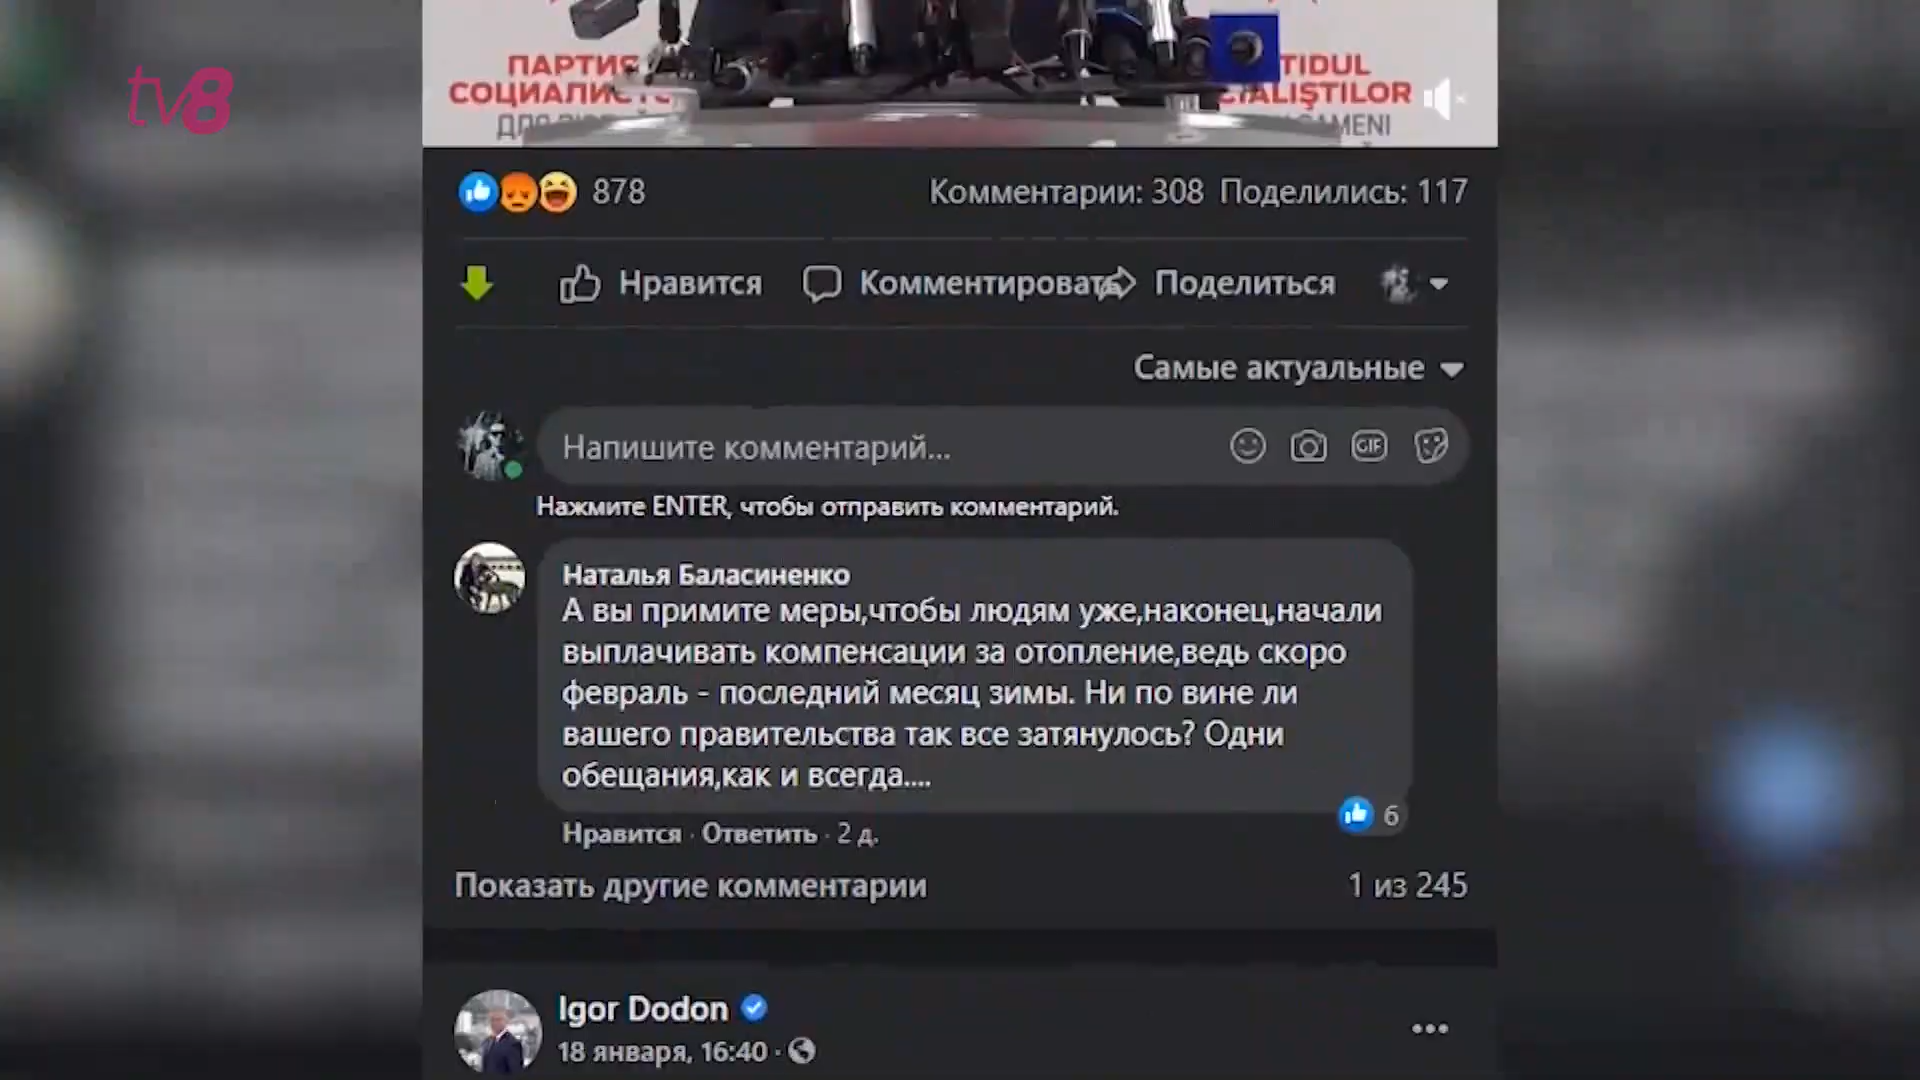 tv8
ПАРТИЯ
TIDUL
СОЦИАЛИСТ
CIALIȘTILOR
878
Комментарии: 308 Поделились: 117
Нравится
Комментировать
Поделиться
Самые актуальные
Напишите комментарий...
GIF
Нажмите ENTER, чтобы отправить комментарий.
Наталья Баласиненко
А вы примите меры,чтобы людям уже,наконец,начали
выплачивать компенсации за отопление,ведь скоро
февраль - последний месяц зимы. Ни по вине ли
вашего правительства так все затянулось? Одни
обещания,как и всегда....
6
Нравится · Ответить · 2 д.
Показать другие комментарии
1 из 245
Igor Dodon
18 января, 16:40 ·